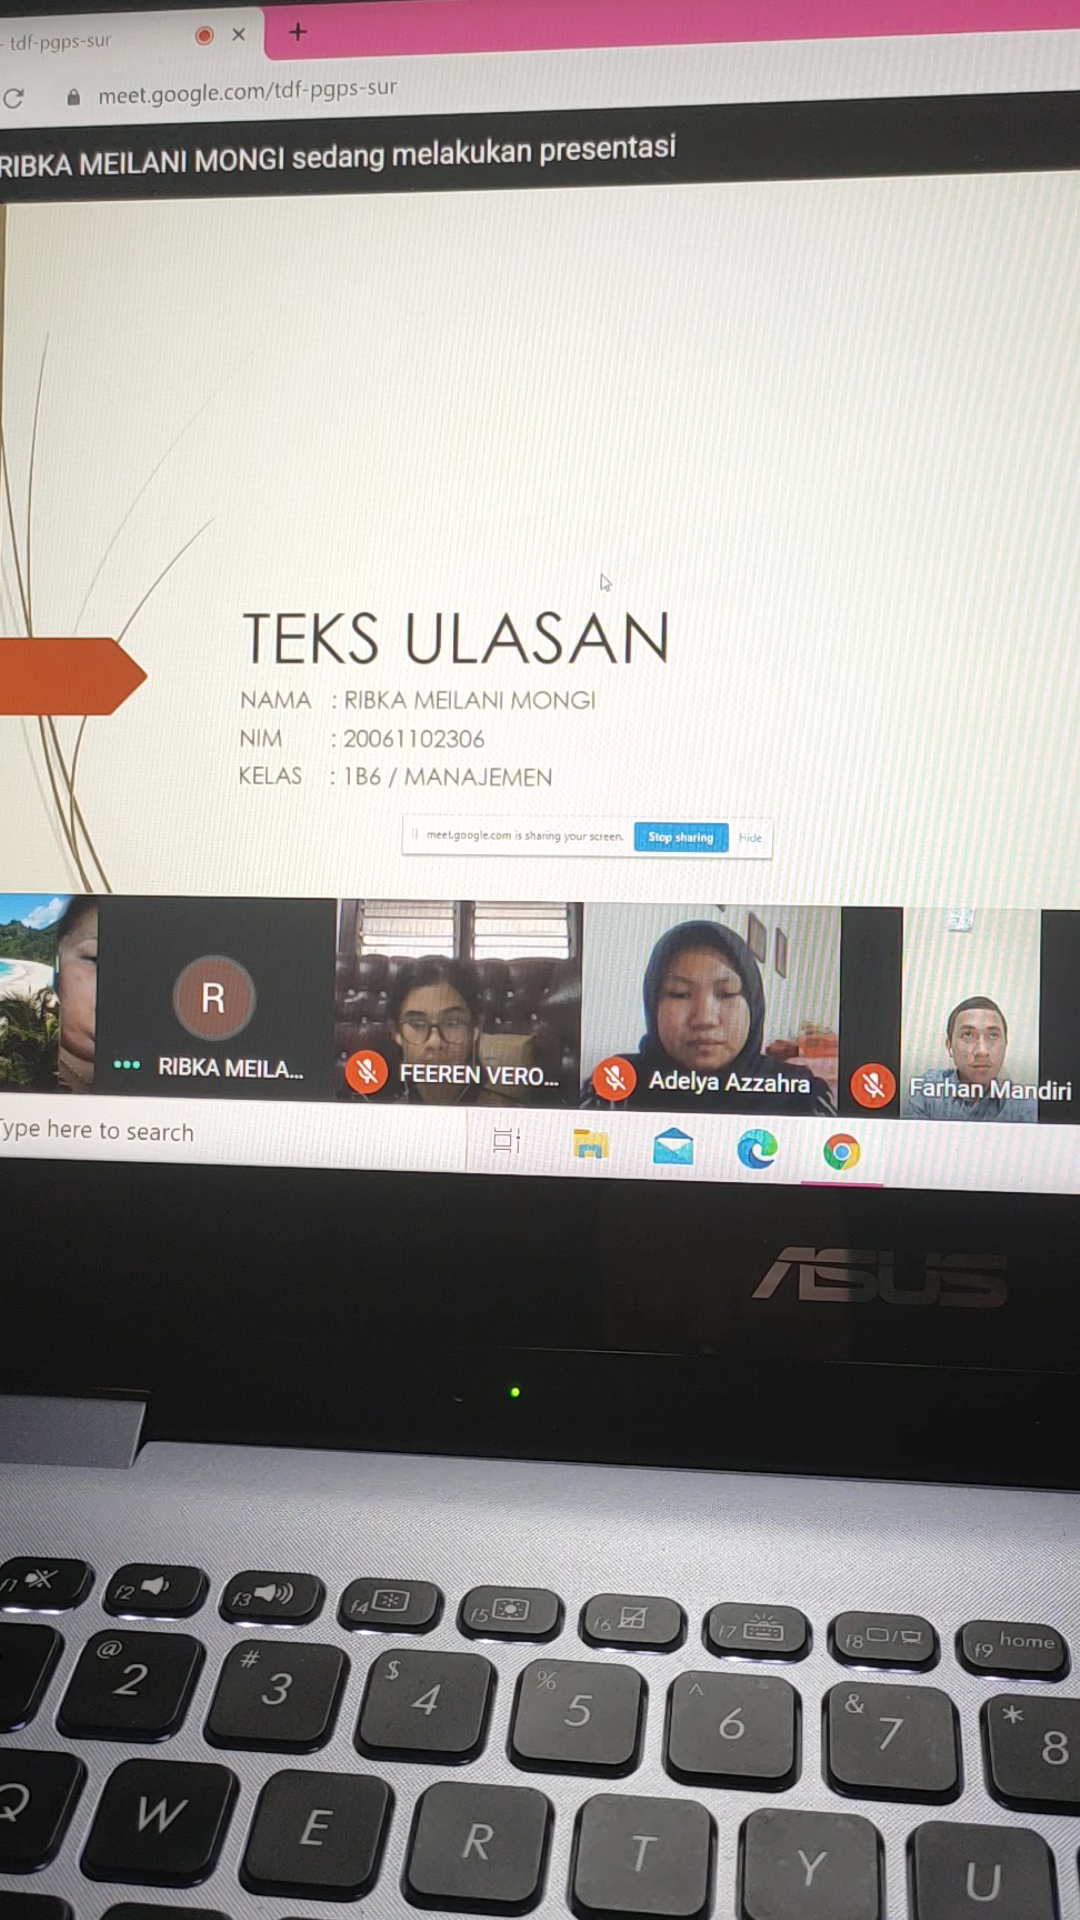 - tdf-pgps-sur
meet.google.com/tdf-pgps-sur
RIBKA MEILANI MONGI sedang melakukan presentasi
TEKS ULASAN
NAMA : RIBKA MEILANI MONGI
NIM : 20061102306
KELAS : 1B6 / MANAJEMEN
meet.google.com is sharing your screen. Stop sharing Hide
R
RIBKA MEILA... FEEREN VERO... Adelya Azzahra Farhan Mandiri
Type here to search
ASUS
f1 f2 f3 f4 f5 f6 f7 f8 f9 home
@ # $ % ^ & *
2 3 4 5 6 7 8
Q W E R T Y U